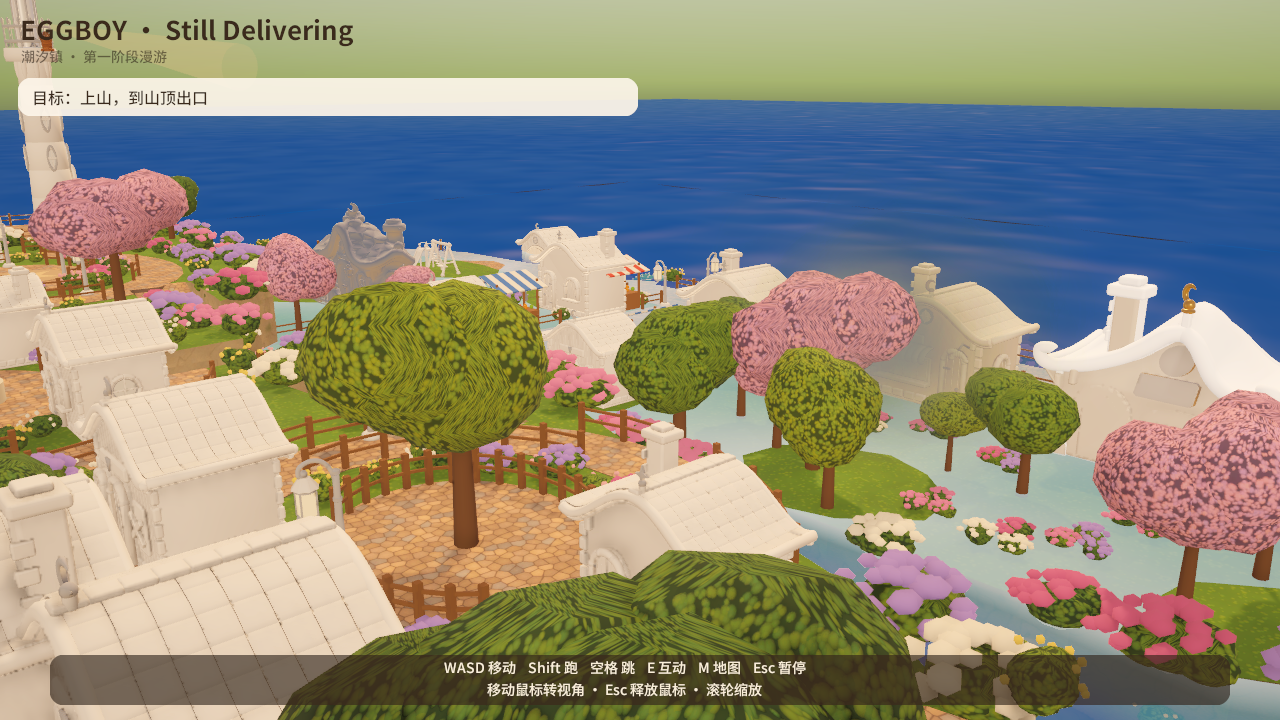 EGGBOY · Still Delivering
潮汐镇 · 第一阶段漫游
目标：上山，到山顶出口
WASD 移动 Shift 跑 空格 跳 E 互动 M 地图 Esc 暂停
移动鼠标转视角 · Esc 释放鼠标 · 滚轮缩放